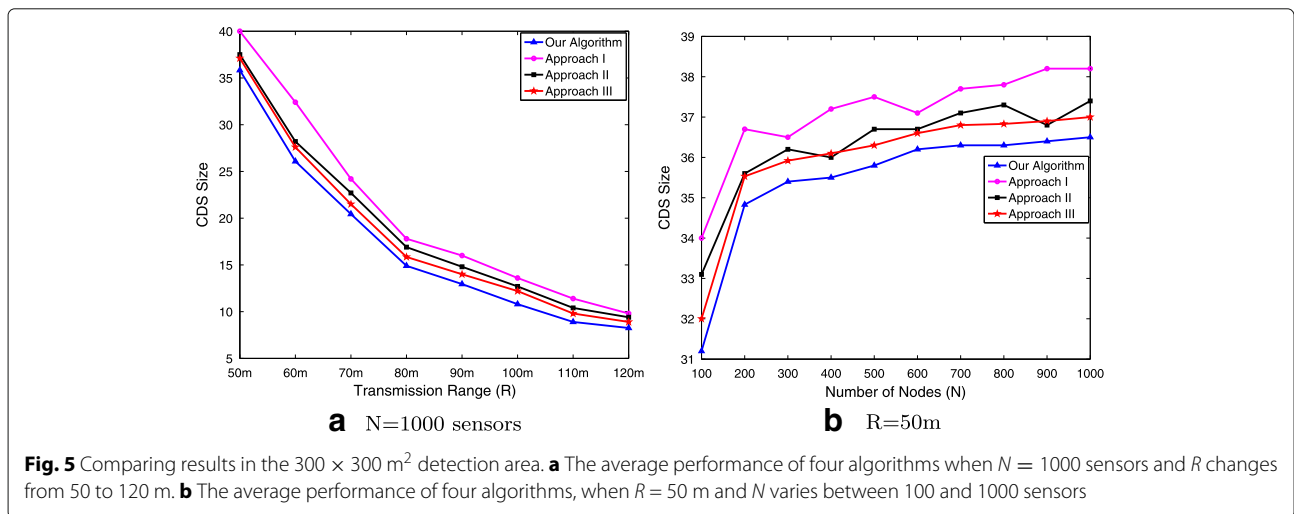 40
35
30
25
20
15
10
5
CDS Size
50m 60m 70m 80m 90m 100m 110m 120m
Transmission Range (R)
Our Algorithm
Approach I
Approach II
Approach III
a N=1000 sensors
39
38
37
36
35
34
33
32
31
CDS Size
100 200 300 400 500 600 700 800 900 1000
Number of Nodes (N)
Our Algorithm
Approach I
Approach II
Approach III
b R=50m
Fig. 5 Comparing results in the 300 × 300 m² detection area. a The average performance of four algorithms when N = 1000 sensors and R changes
from 50 to 120 m. b The average performance of four algorithms, when R = 50 m and N varies between 100 and 1000 sensors